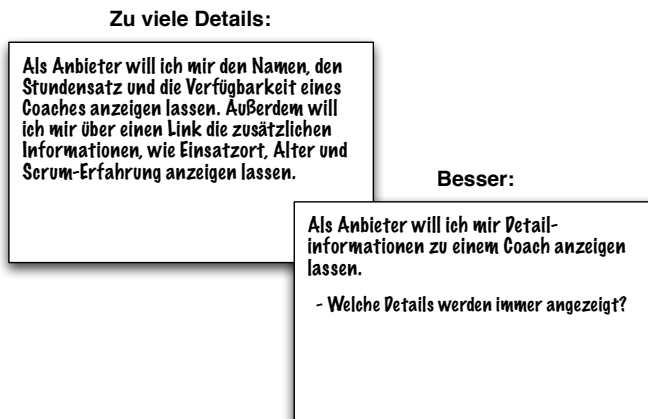 Zu viele Details:
Als Anbieter will ich mir den Namen, den
Stundensatz und die Verfügbarkeit eines
Coaches anzeigen lassen. Außerdem will
ich mir über einen Link die zusätzlichen
Informationen, wie Einsatzort, Alter und
Scrum-Erfahrung anzeigen lassen.
Besser:
Als Anbieter will ich mir Detail-
informationen zu einem Coach anzeigen
lassen.
- Welche Details werden immer angezeigt?